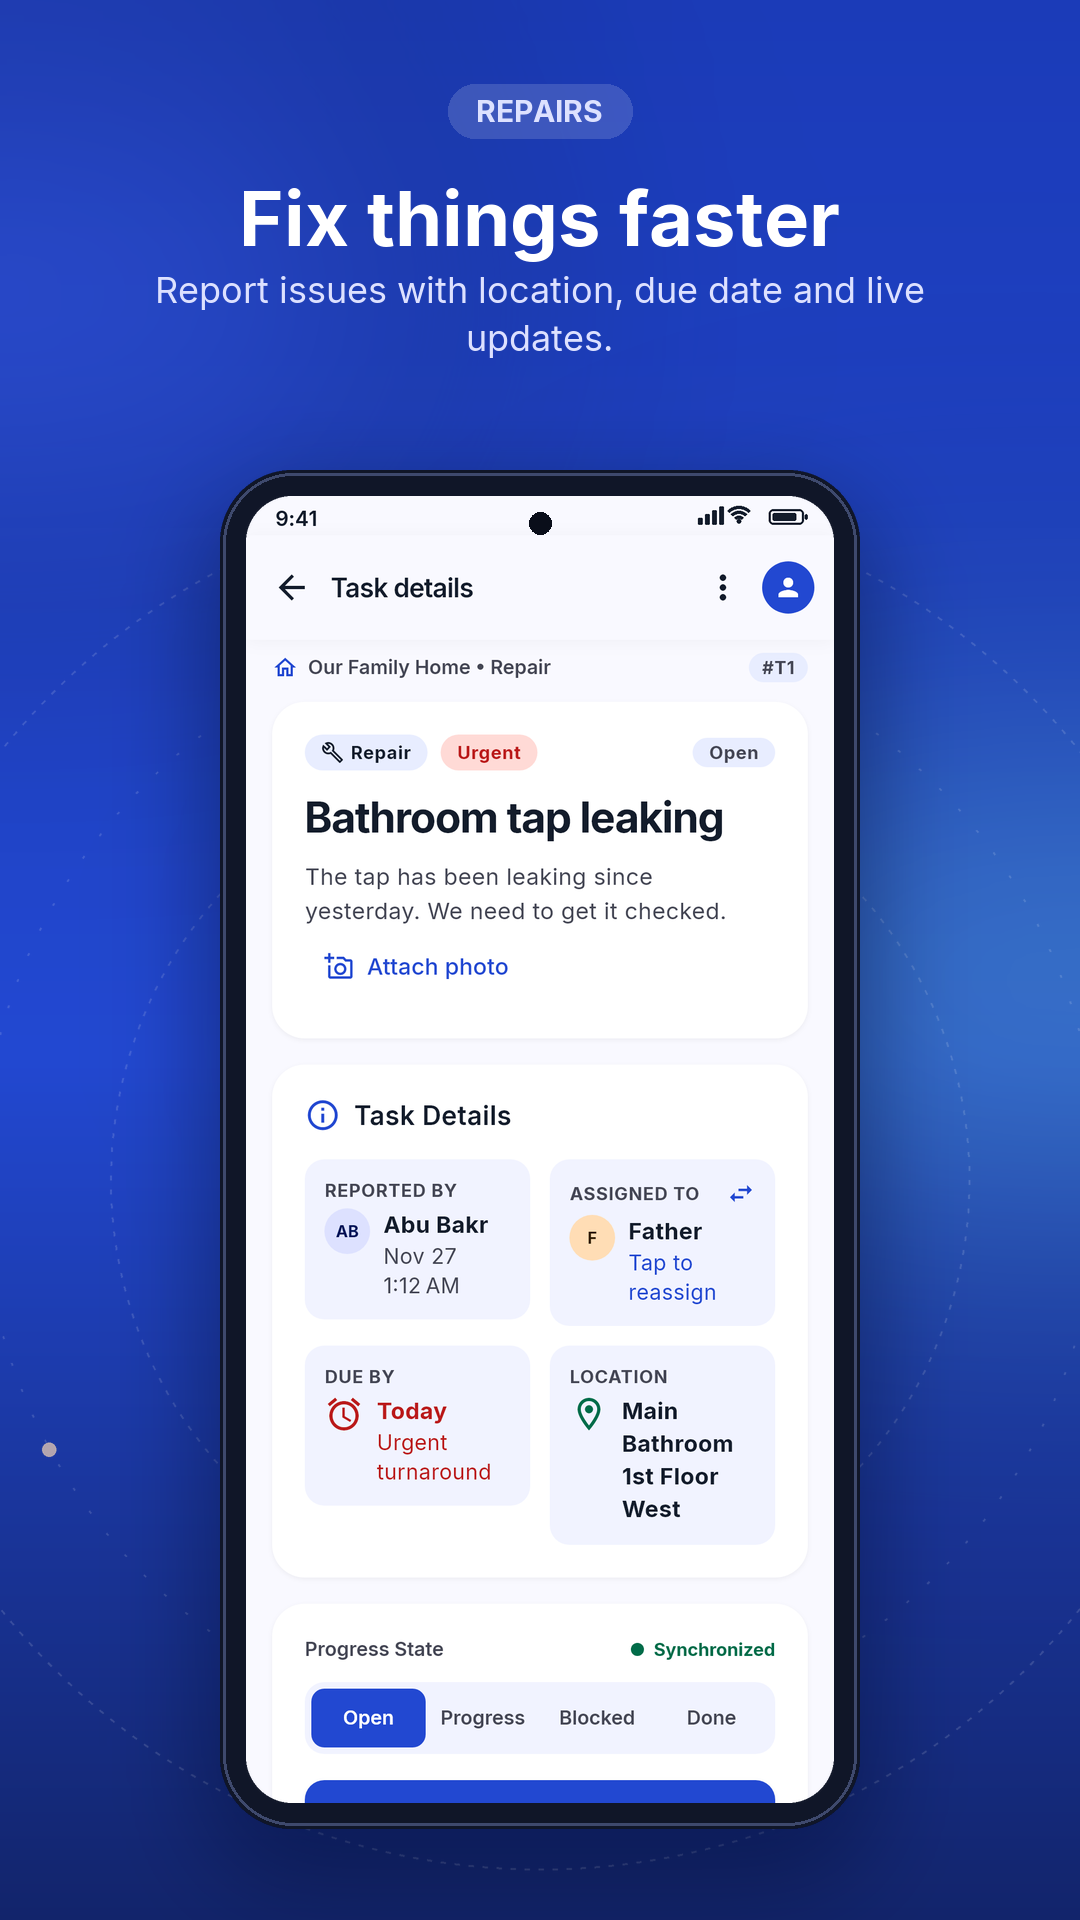 REPAIRS
Fix things faster
Report issues with location, due date and live
updates.
9:41
Task details
Our Family Home • Repair
#T1
Repair
Urgent
Open
Bathroom tap leaking
The tap has been leaking since
yesterday. We need to get it checked.
Attach photo
Task Details
REPORTED BY
AB
Abu Bakr
Nov 27
1:12 AM
ASSIGNED TO
F
Father
Tap to
reassign
DUE BY
Today
Urgent
turnaround
LOCATION
Main
Bathroom
1st Floor
West
Progress State
Synchronized
Open
Progress
Blocked
Done